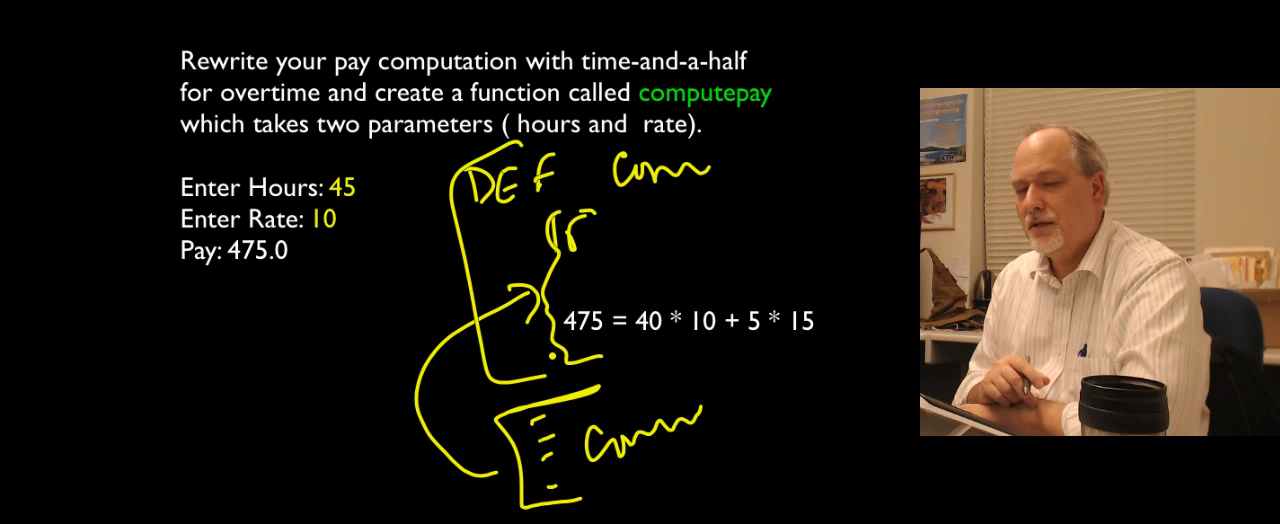 Rewrite your pay computation with time-and-a-half
for overtime and create a function called computepay
which takes two parameters ( hours and rate).
Enter Hours: 45
Enter Rate: 10
Pay: 475.0
DEF Com
475 = 40 * 10 + 5 * 15